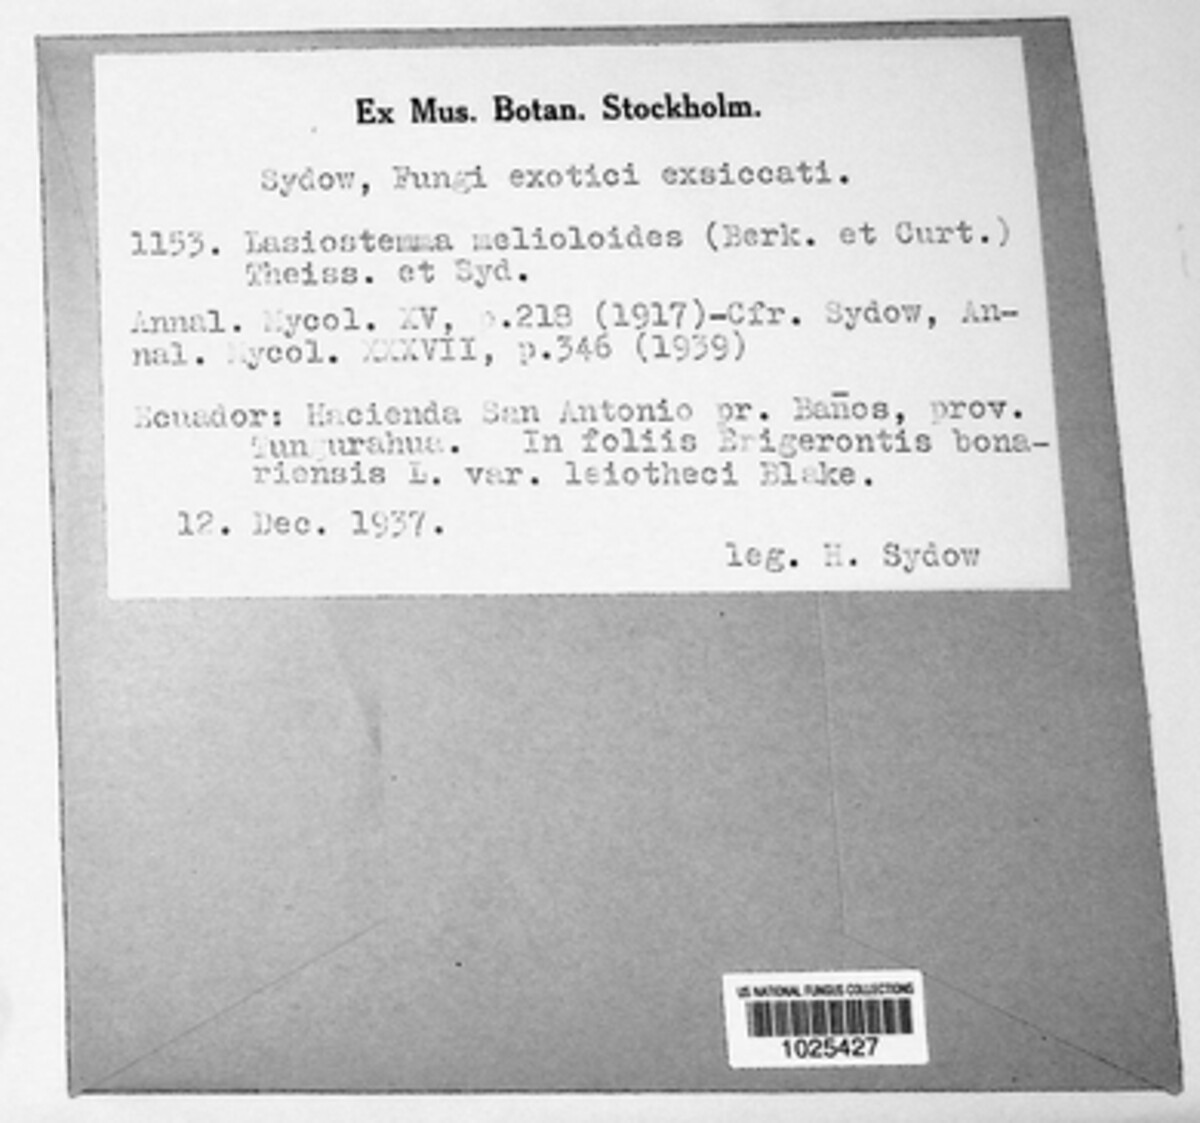 Ex Mus. Botan. Stockholm.
Sydow, Fungi exotici exsiccati.
1153. Lasiostemma melioloides (Berk. et Curt.)
Theiss. et Syd.
Annal. Mycol. XV, p.218 (1917)-Cfr. Sydow, An-
nal. Mycol. XXXVII, p.346 (1939)
Ecuador: Hacienda San Antonio pr. Baños, prov.
Tungurahua. In foliis Erigerontis bona-
riensis L. var. leiotheci Blake.
12. Dec. 1937.
leg. H. Sydow
US NATIONAL FUNGUS COLLECTIONS
1025427